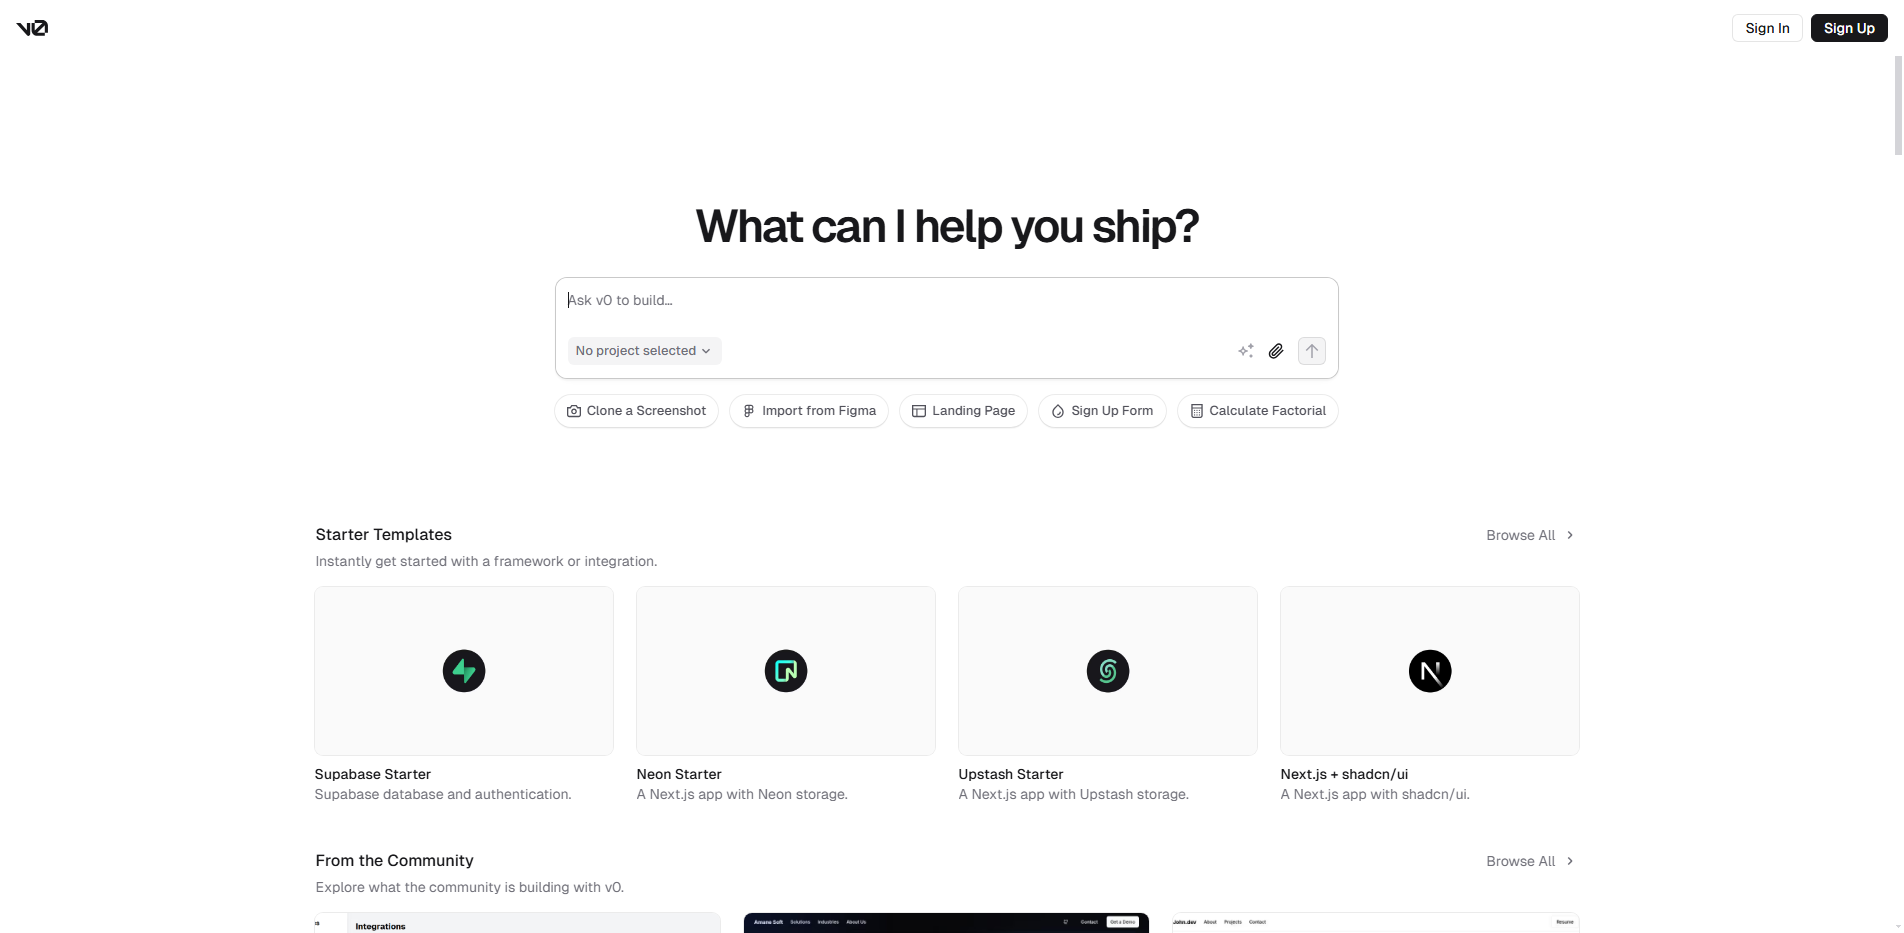 v0
Sign In
Sign Up
What can I help you ship?
Ask v0 to build...
No project selected
Clone a Screenshot
Import from Figma
Landing Page
Sign Up Form
Calculate Factorial
Starter Templates
Browse All
Instantly get started with a framework or integration.
Supabase Starter
Supabase database and authentication.
Neon Starter
A Next.js app with Neon storage.
Upstash Starter
A Next.js app with Upstash storage.
Next.js + shadcn/ui
A Next.js app with shadcn/ui.
From the Community
Browse All
Explore what the community is building with v0.
Integrations
Amane Soft Solutions Industries About Us Contact Get a Demo
John.dev About Projects Contact Resume